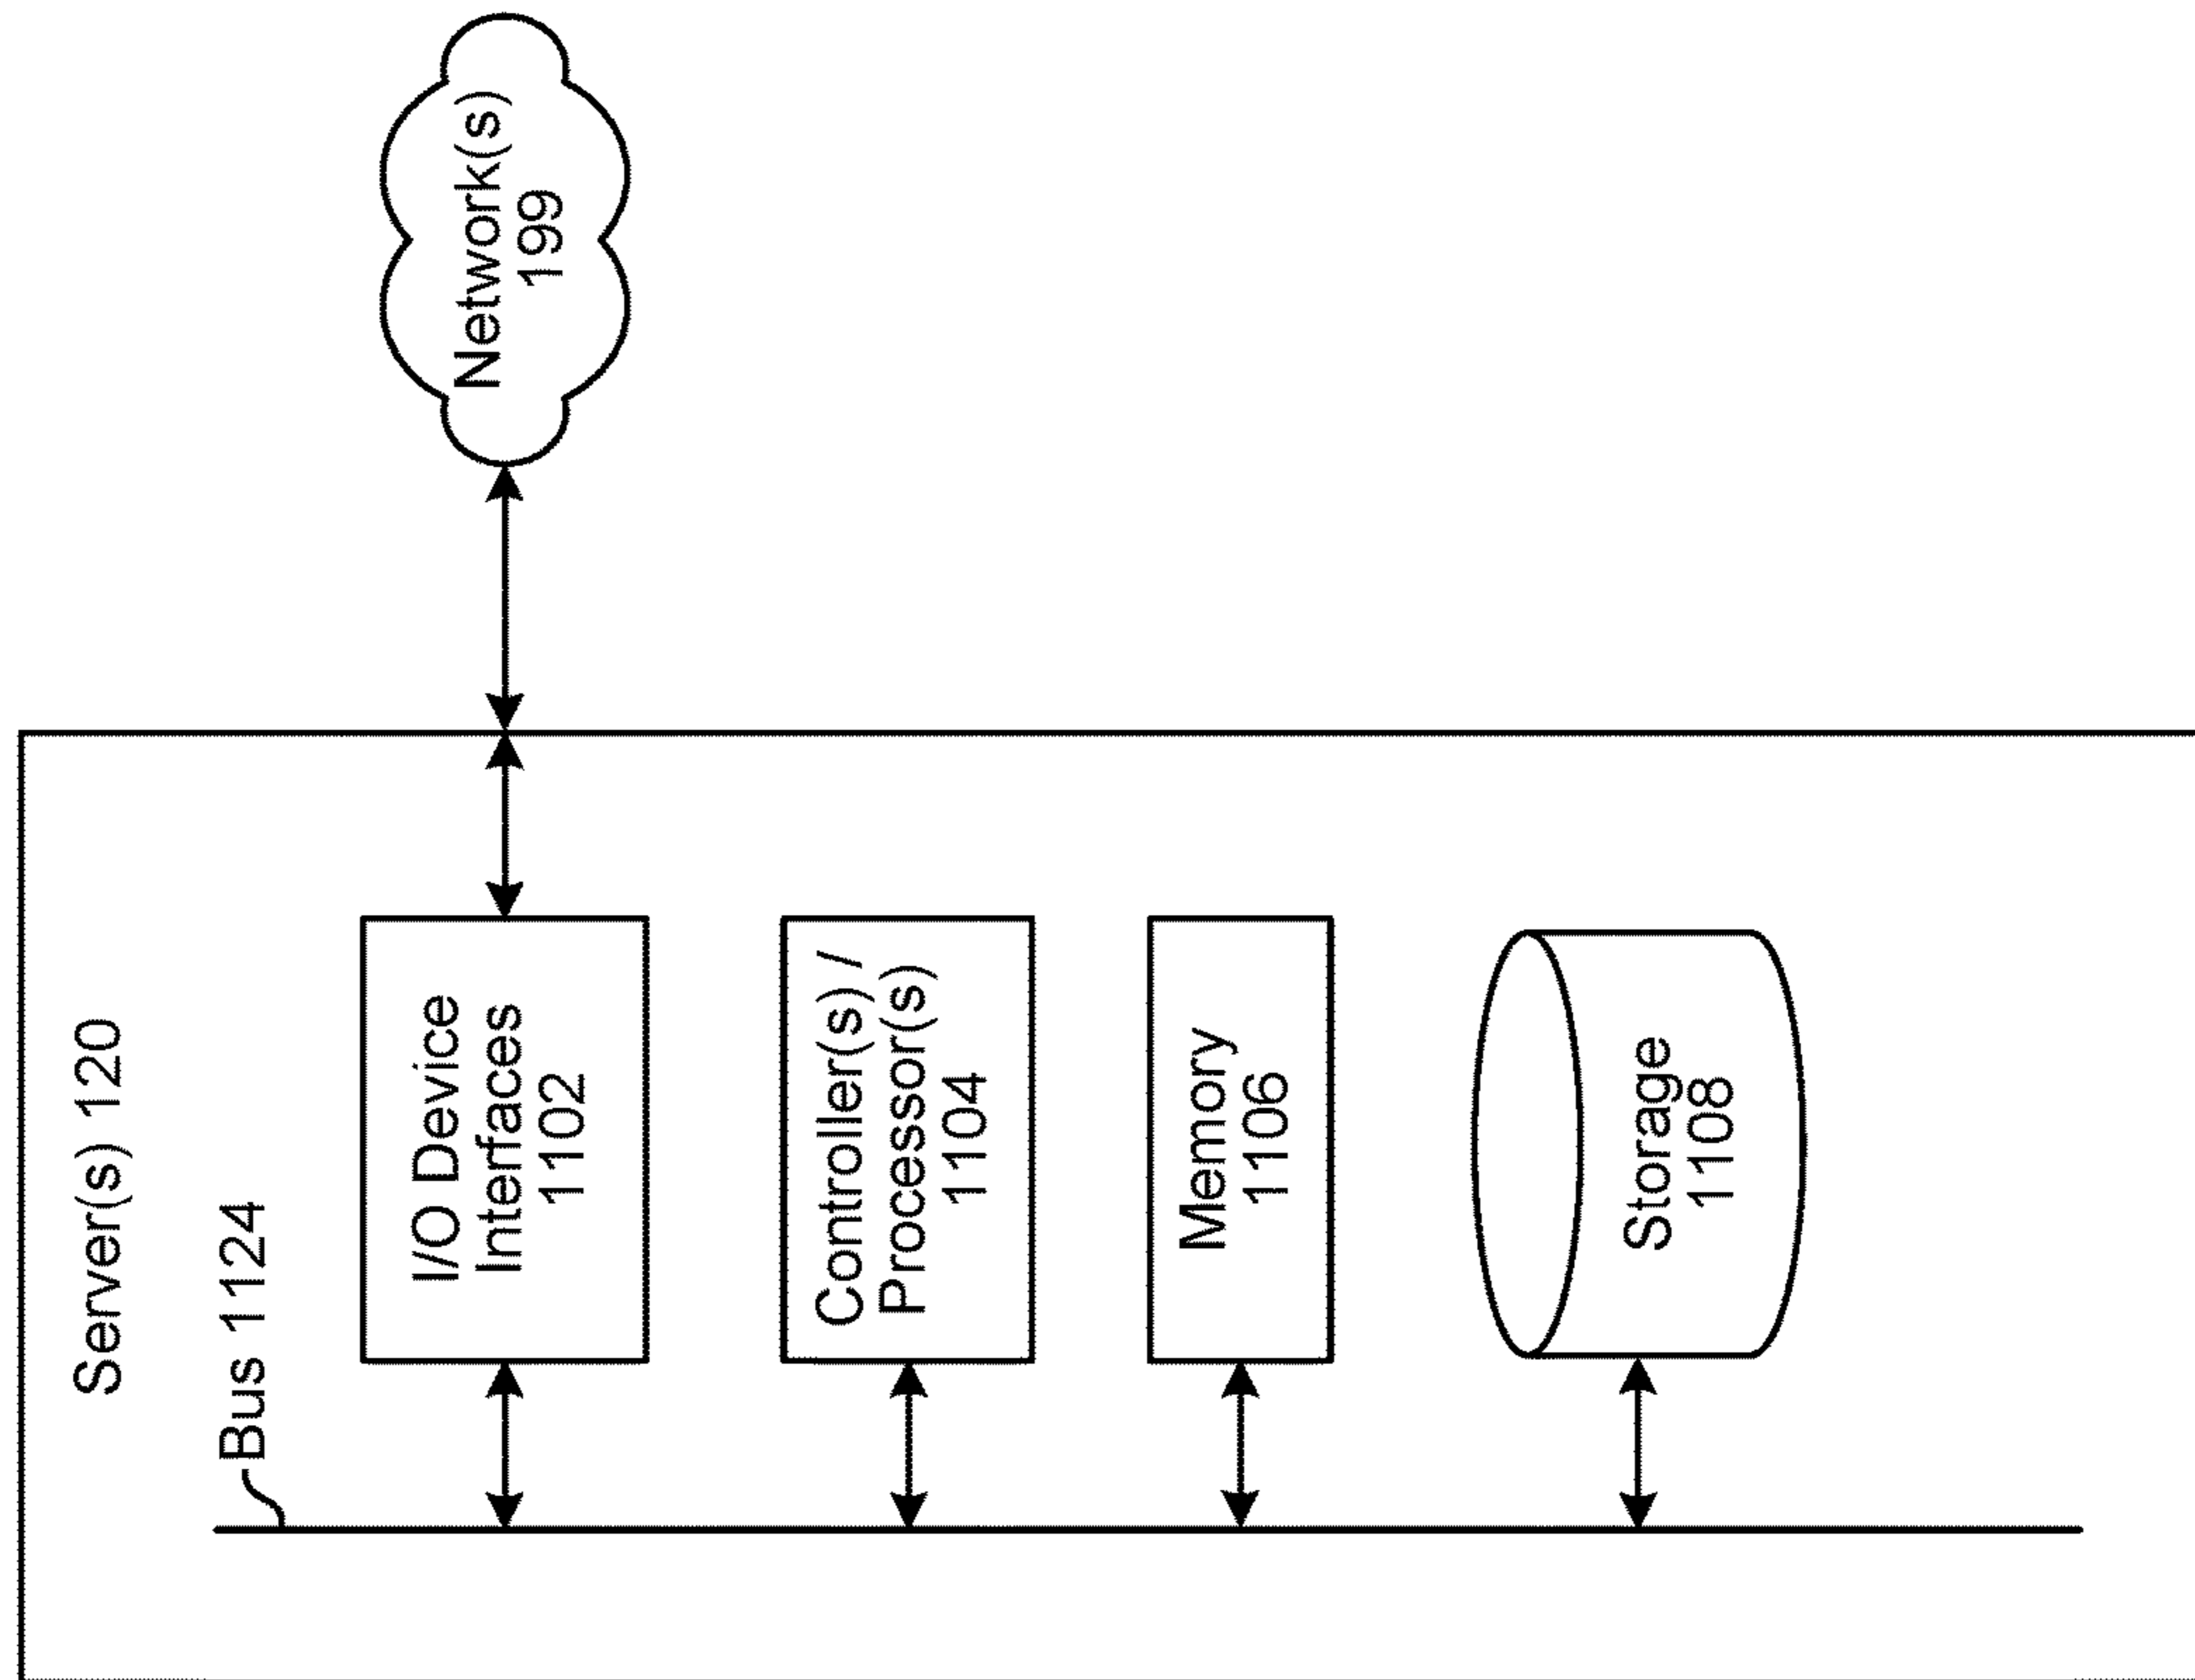 Server(s) 120
Bus 1124
I/O Device
Interfaces
1102
Network(s)
199
Controller(s) /
Processor(s)
1104
Memory
1106
Storage
1108